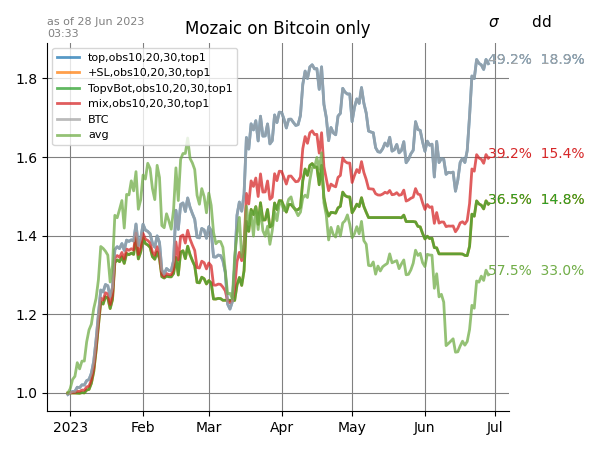 as of 28 Jun 2023
03:33
Mozaic on Bitcoin only
σ dd
top,obs10,20,30,top1
+SL,obs10,20,30,top1
TopvBot,obs10,20,30,top1
mix,obs10,20,30,top1
BTC
avg
1.8
1.6
1.4
1.2
1.0
49.2% 18.9%
39.2% 15.4%
36.5% 14.8%
57.5% 33.0%
2023 Feb Mar Apr May Jun Jul